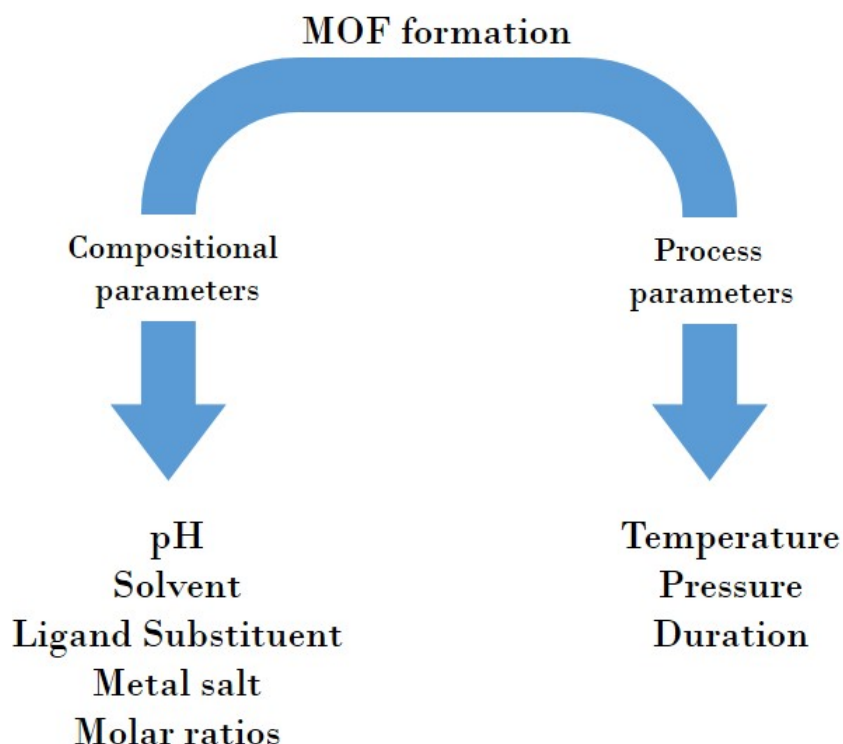 MOF formation
Compositional
parameters
Process
parameters
pH
Solvent
Ligand Substituent
Metal salt
Molar ratios
Temperature
Pressure
Duration